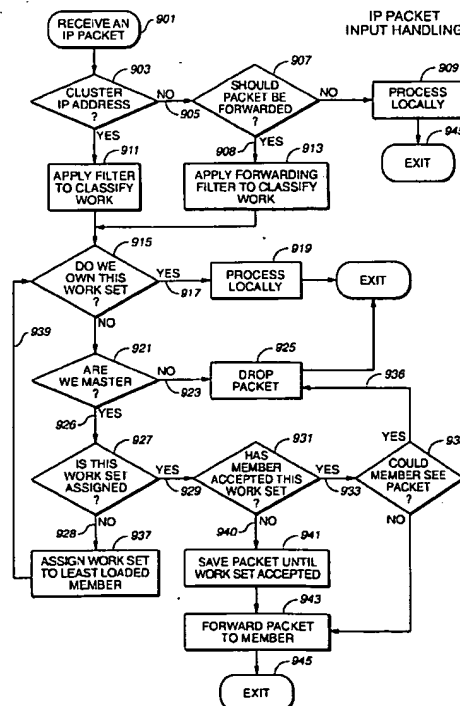 IP PACKET
INPUT HANDLING
RECEIVE AN
IP PACKET
901
903
CLUSTER
IP ADDRESS
?
NO
905
YES
907
SHOULD
PACKET BE
FORWARDED
?
NO
YES
908
909
PROCESS
LOCALLY
EXIT
911
APPLY FILTER
TO CLASSIFY
WORK
913
APPLY FORWARDING
FILTER TO CLASSIFY
WORK
915
DO WE
OWN THIS
WORK SET
?
YES
917
NO
919
PROCESS
LOCALLY
EXIT
939
921
ARE
WE MASTER
?
NO
923
YES
926
925
DROP
PACKET
936
927
IS THIS
WORK SET
ASSIGNED
?
YES
929
NO
928
931
HAS
MEMBER
ACCEPTED THIS
WORK SET
?
YES
933
NO
940
YES
COULD
MEMBER SEE
PACKET
?
NO
937
ASSIGN WORK SET
TO LEAST LOADED
MEMBER
941
SAVE PACKET UNTIL
WORK SET ACCEPTED
943
FORWARD PACKET
TO MEMBER
945
EXIT